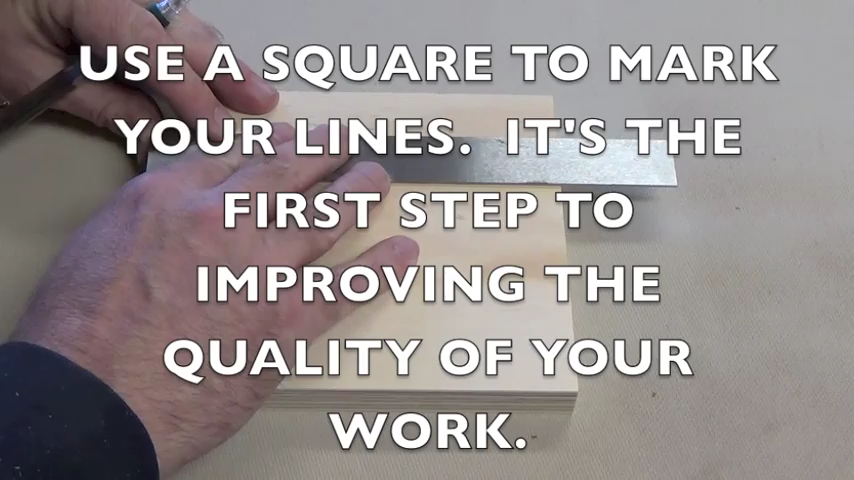 USE A SQUARE TO MARK
YOUR LINES.  IT'S THE
FIRST STEP TO
IMPROVING THE
QUALITY OF YOUR
WORK.